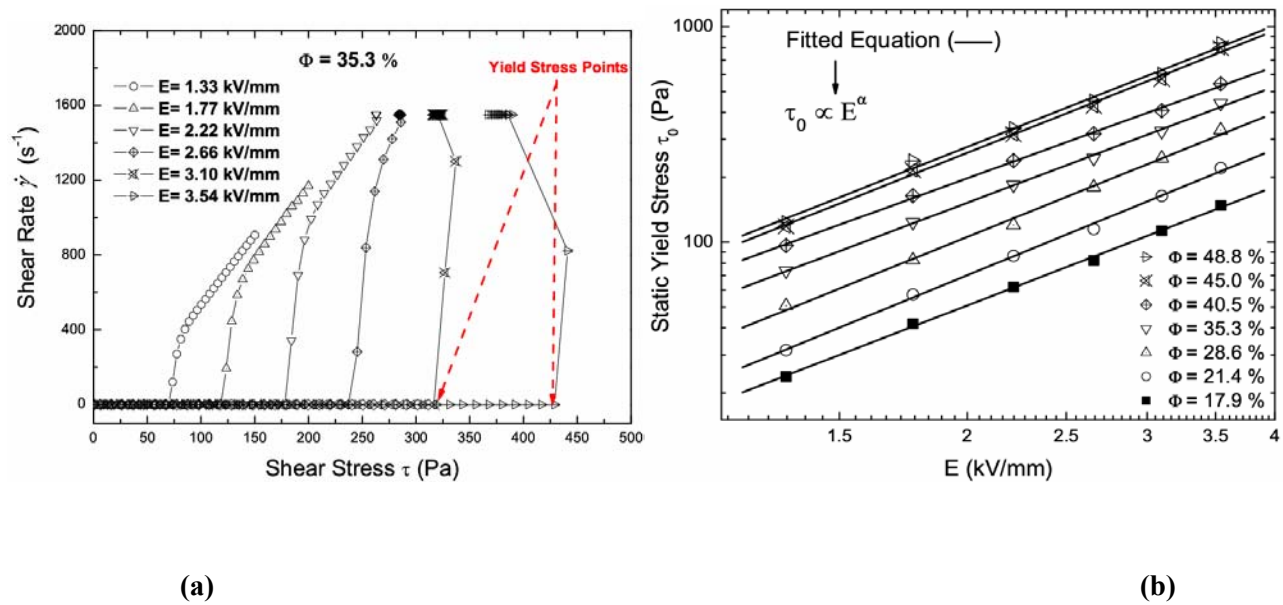 Φ = 35.3 %
Yield Stress Points
E= 1.33 kV/mm
E= 1.77 kV/mm
E= 2.22 kV/mm
E= 2.66 kV/mm
E= 3.10 kV/mm
E= 3.54 kV/mm
2000
1600
1200
800
400
0
Shear Rate γ̇ (s⁻¹)
0 50 100 150 200 250 300 350 400 450 500
Shear Stress τ (Pa)
(a)
Fitted Equation (—)
τ₀ ∝ E^α
1000
100
Static Yield Stress τ₀ (Pa)
Φ = 48.8 %
Φ = 45.0 %
Φ = 40.5 %
Φ = 35.3 %
Φ = 28.6 %
Φ = 21.4 %
Φ = 17.9 %
1.5 2 2.5 3 3.5 4
E (kV/mm)
(b)